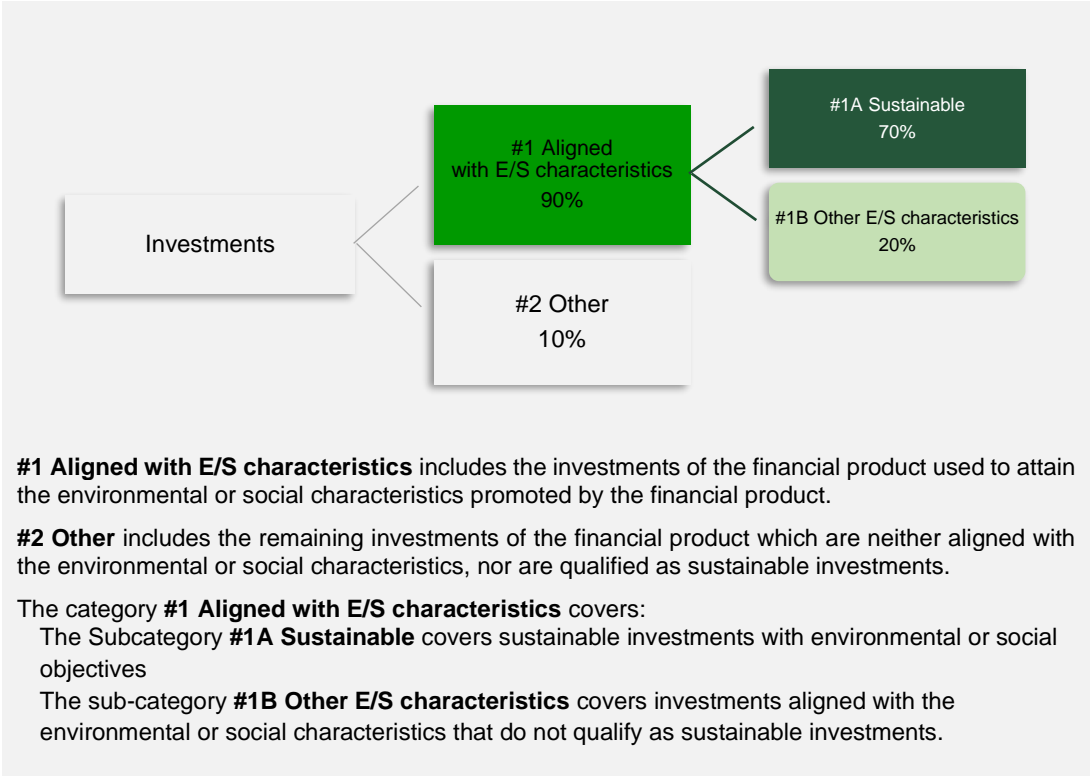 #1A Sustainable
70%
#1 Aligned
with E/S characteristics
90%
#1B Other E/S characteristics
20%
Investments
#2 Other
10%
#1 Aligned with E/S characteristics includes the investments of the financial product used to attain
the environmental or social characteristics promoted by the financial product.
#2 Other includes the remaining investments of the financial product which are neither aligned with
the environmental or social characteristics, nor are qualified as sustainable investments.
The category #1 Aligned with E/S characteristics covers:
The Subcategory #1A Sustainable covers sustainable investments with environmental or social
objectives
The sub-category #1B Other E/S characteristics covers investments aligned with the
environmental or social characteristics that do not qualify as sustainable investments.